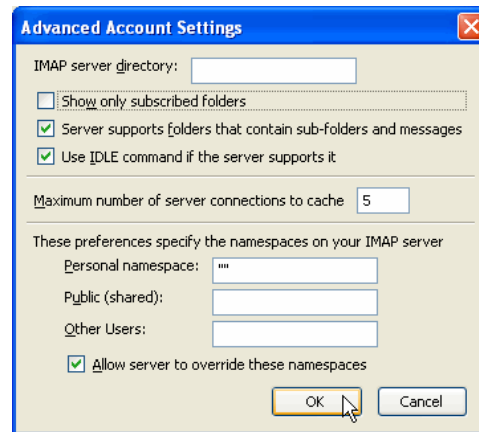 Advanced Account Settings
IMAP server directory:
Show only subscribed folders
Server supports folders that contain sub-folders and messages
Use IDLE command if the server supports it
Maximum number of server connections to cache 5
These preferences specify the namespaces on your IMAP server
Personal namespace: ""
Public (shared):
Other Users:
Allow server to override these namespaces
OK Cancel